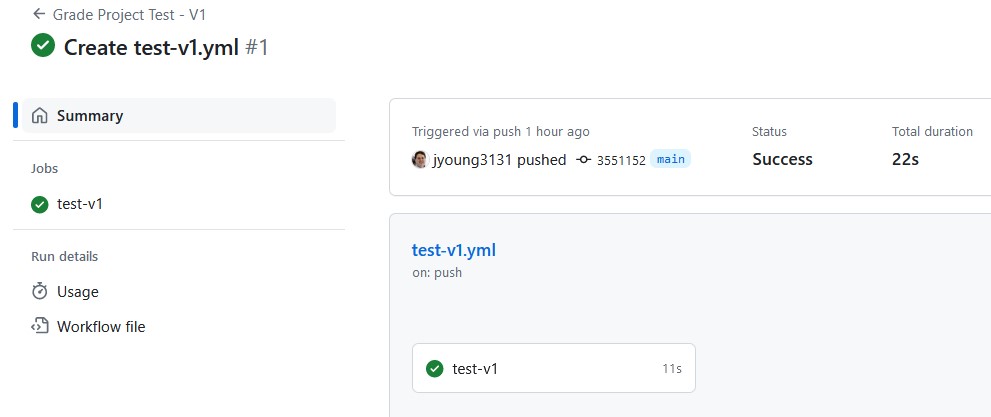 Grade Project Test - V1
Create test-v1.yml #1
Summary
Jobs
test-v1
Run details
Usage
Workflow file
Triggered via push 1 hour ago
jyoung3131 pushed 3551152 main
Status
Success
Total duration
22s
test-v1.yml
on: push
test-v1 11s